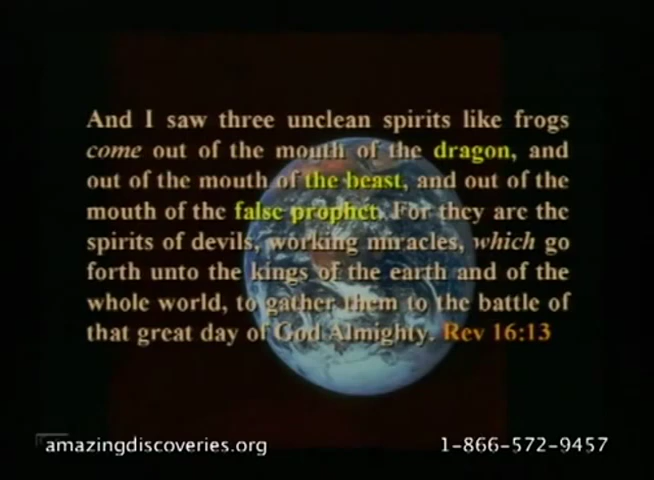 And I saw three unclean spirits like frogs
come out of the mouth of the dragon, and
out of the mouth of the beast, and out of the
mouth of the false prophet. For they are the
spirits of devils, working miracles, which go
forth unto the kings of the earth and of the
whole world, to gather them to the battle of
that great day of God Almighty. Rev 16:13
amazingdiscoveries.org 1-866-572-9457